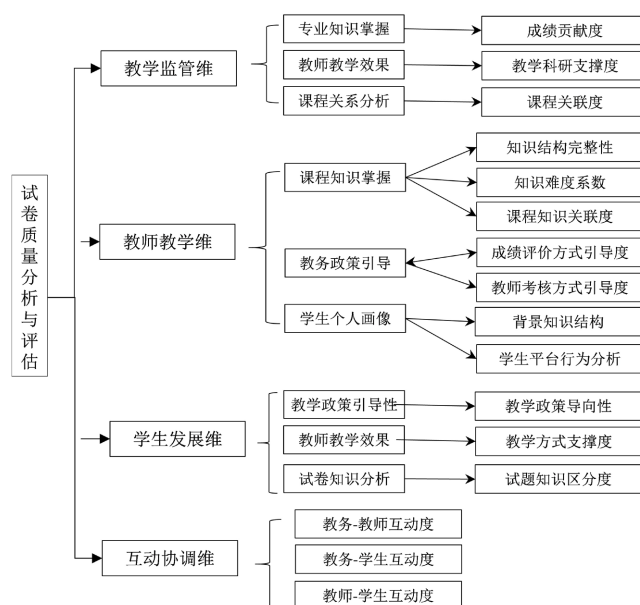 试卷质量分析与评估
教学监管维
专业知识掌握
成绩贡献度
教师教学效果
教学科研支撑度
课程关系分析
课程关联度
教师教学维
课程知识掌握
知识结构完整性
知识难度系数
课程知识关联度
教务政策引导
成绩评价方式引导度
教师考核方式引导度
学生个人画像
背景知识结构
学生平台行为分析
学生发展维
教学政策引导性
教学政策导向性
教师教学效果
教学方式支撑度
试卷知识分析
试题知识区分度
互动协调维
教务-教师互动度
教务-学生互动度
教师-学生互动度